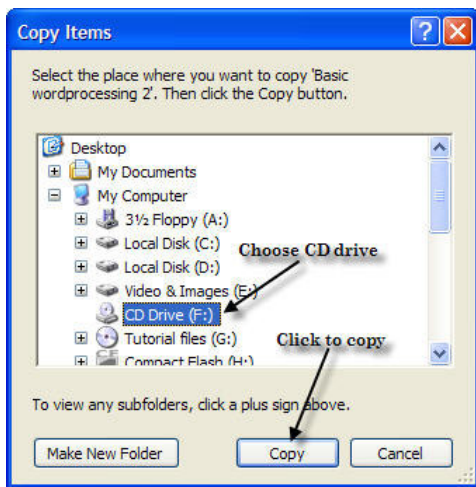 Copy Items
Select the place where you want to copy 'Basic
wordprocessing 2'. Then click the Copy button.
Desktop
My Documents
My Computer
3½ Floppy (A:)
Local Disk (C:)
Choose CD drive
Local Disk (D:)
Video & Images (E:)
CD Drive (F:)
Tutorial files (G:)
Click to copy
Compact Flash (H:)
To view any subfolders, click a plus sign above.
Make New Folder
Copy
Cancel